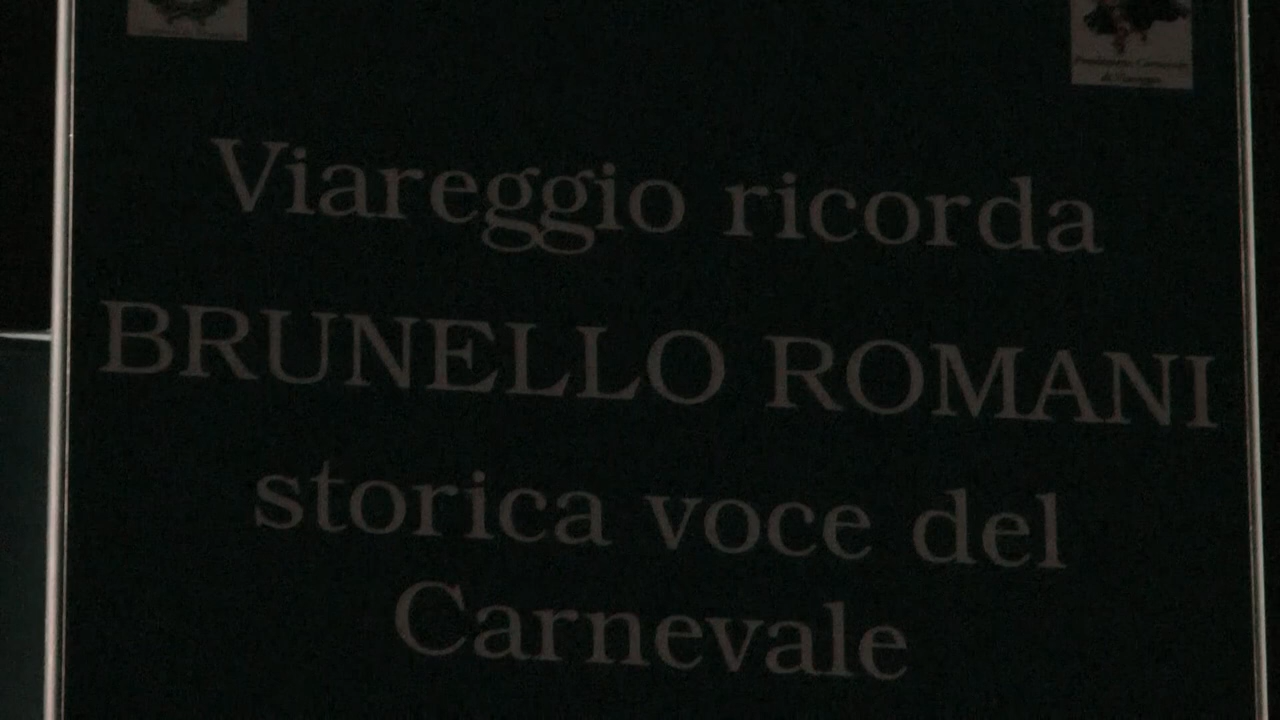 Viareggio ricorda
BRUNELLO ROMANI
storica voce del
Carnevale